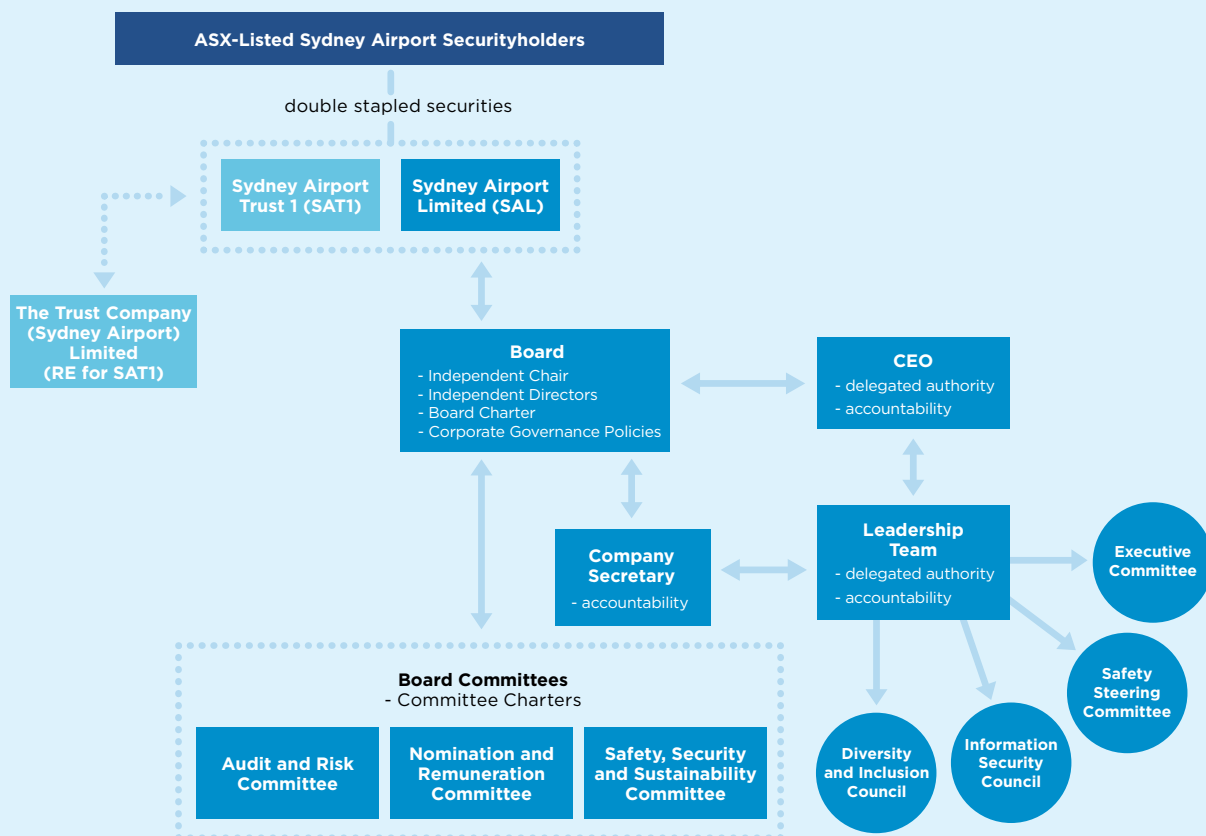 ASX-Listed Sydney Airport Securityholders
double stapled securities
Sydney Airport
Trust 1 (SAT1)
Sydney Airport
Limited (SAL)
The Trust Company
(Sydney Airport)
Limited
(RE for SAT1)
Board
- Independent Chair
- Independent Directors
- Board Charter
- Corporate Governance Policies
CEO
- delegated authority
- accountability
Company
Secretary
- accountability
Leadership
Team
- delegated authority
- accountability
Executive
Committee
Safety
Steering
Committee
Information
Security
Council
Diversity
and Inclusion
Council
Board Committees
- Committee Charters
Audit and Risk
Committee
Nomination and
Remuneration
Committee
Safety, Security
and Sustainability
Committee